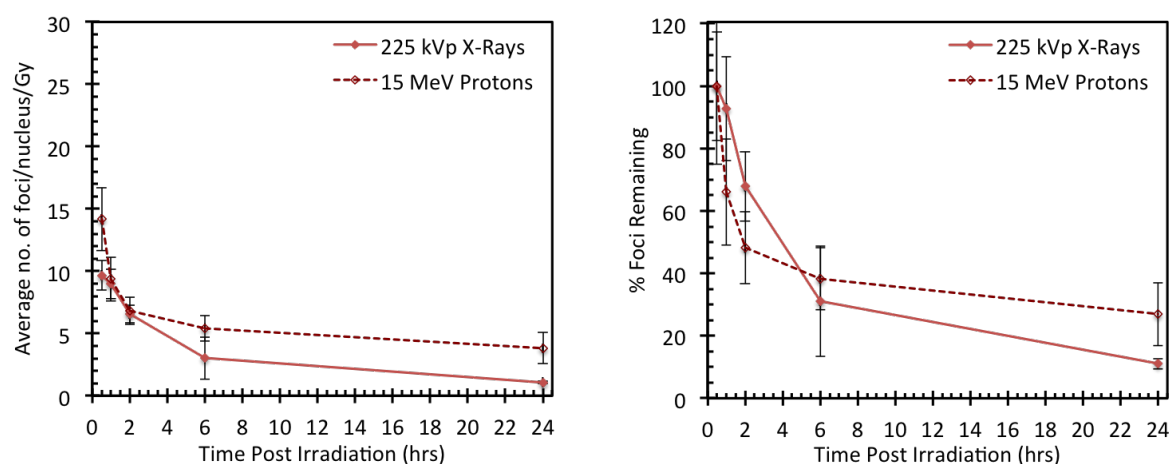 Average no. of foci/nucleus/Gy
30
25
20
15
10
5
0
225 kVp X-Rays
15 MeV Protons
0 2 4 6 8 10 12 14 16 18 20 22 24
Time Post Irradiation (hrs)
% Foci Remaining
120
100
80
60
40
20
0
225 kVp X-Rays
15 MeV Protons
0 2 4 6 8 10 12 14 16 18 20 22 24
Time Post Irradiation (hrs)